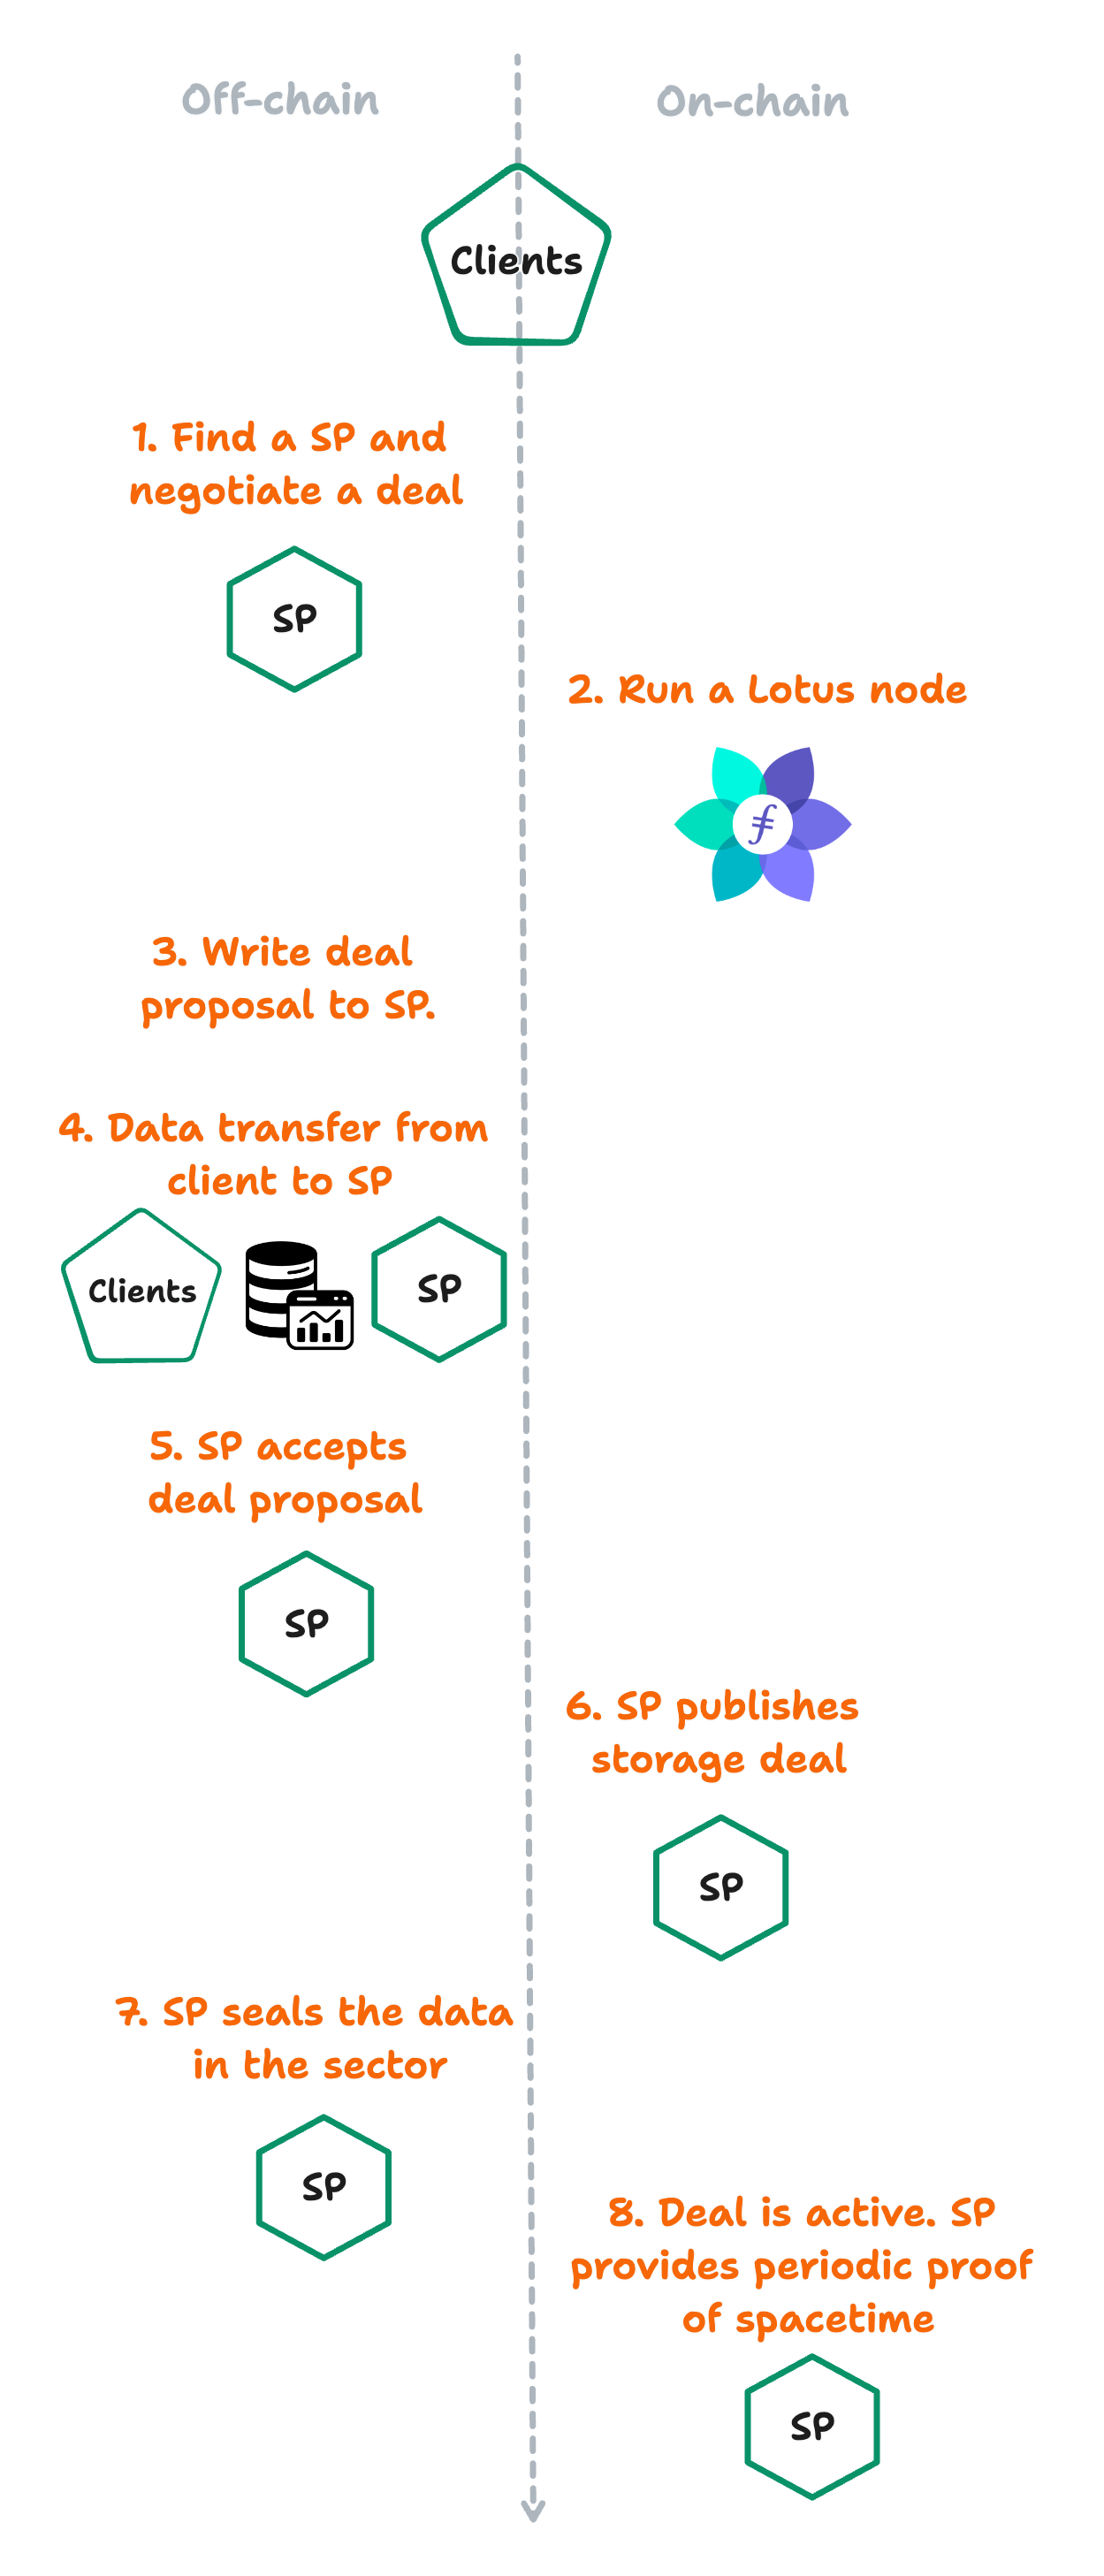 Off-chain
On-chain
Clients
1. Find a SP and
negotiate a deal
SP
2. Run a Lotus node
3. Write deal
proposal to SP.
4. Data transfer from
client to SP
Clients
SP
5. SP accepts
deal proposal
SP
6. SP publishes
storage deal
SP
7. SP seals the data
in the sector
SP
8. Deal is active. SP
provides periodic proof
of spacetime
SP